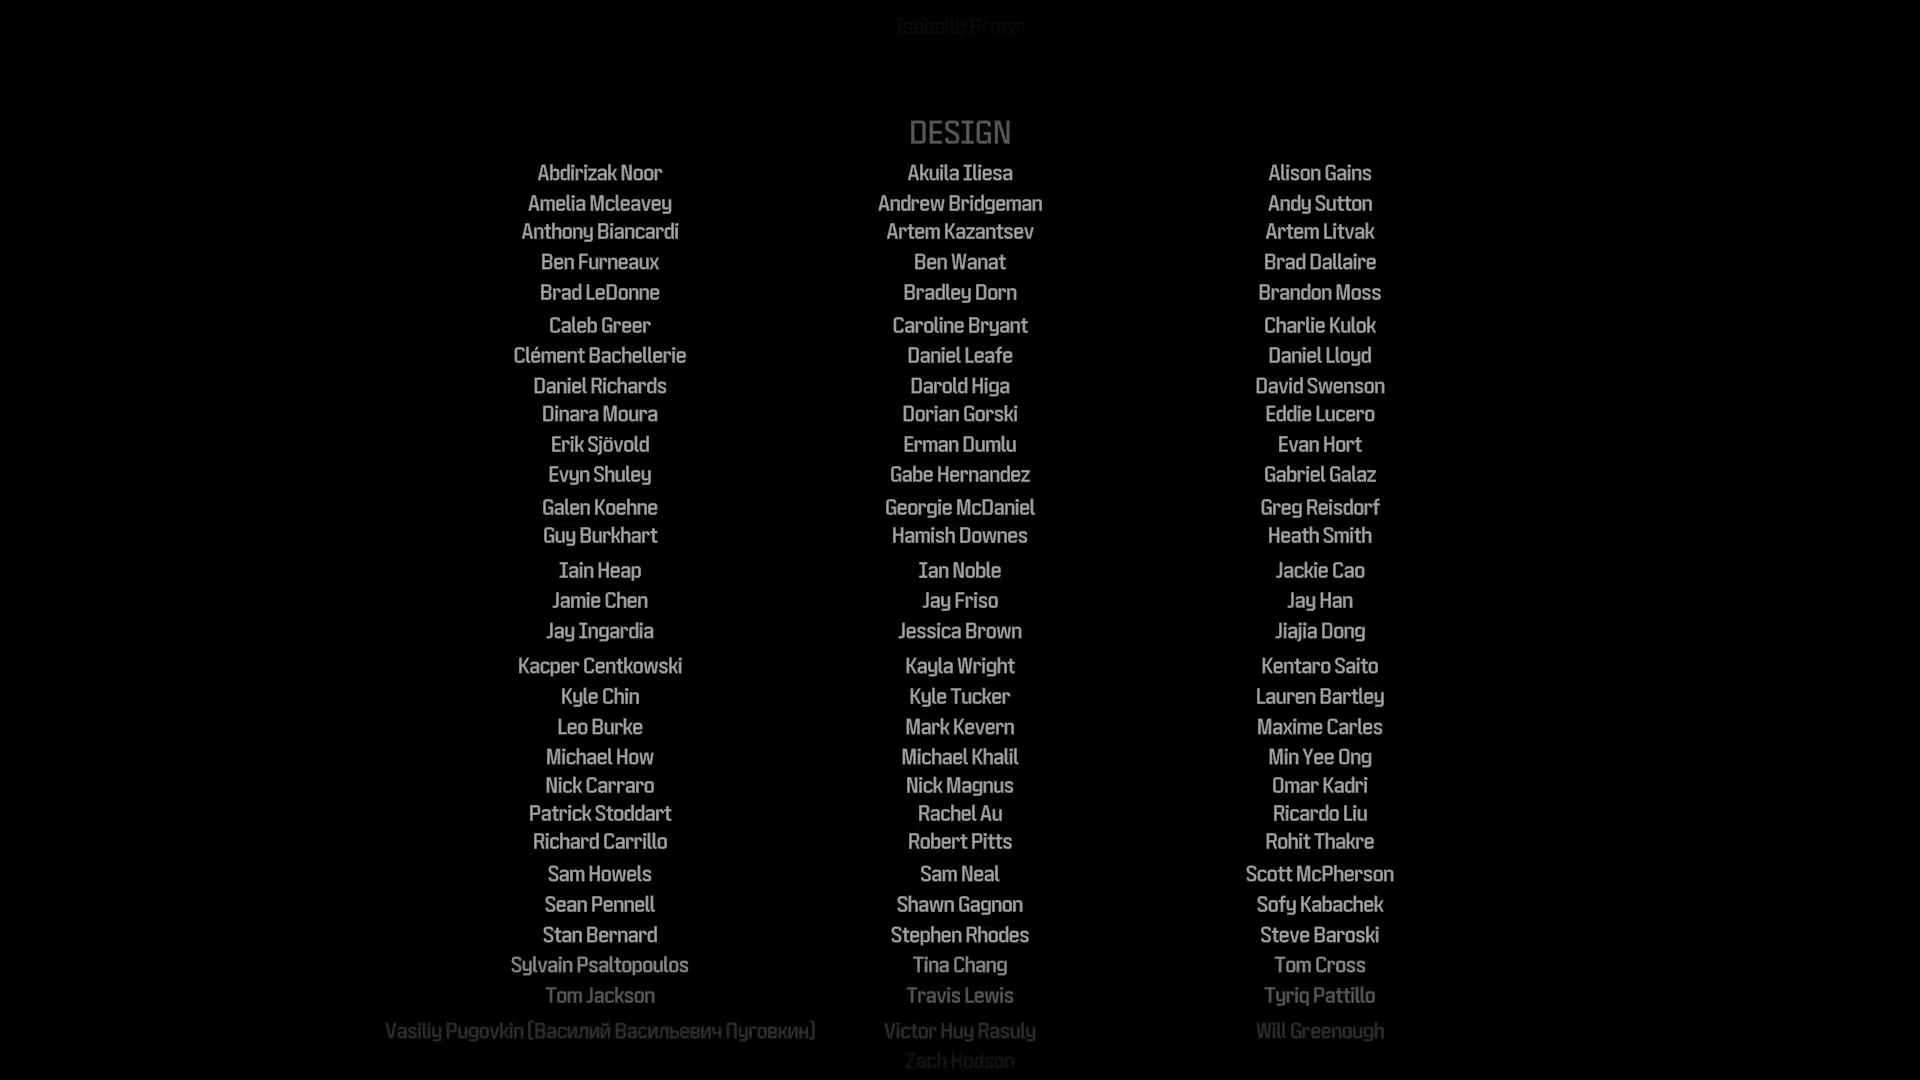 Isabelle Brown
DESIGN
Abdirizak Noor Akuila Iliesa Alison Gains
Amelia Mcleavey Andrew Bridgeman Andy Sutton
Anthony Biancardi Artem Kazantsev Artem Litvak
Ben Furneaux Ben Wanat Brad Dallaire
Brad LeDonne Bradley Dorn Brandon Moss
Caleb Greer Caroline Bryant Charlie Kulok
Clément Bachellerie Daniel Leafe Daniel Lloyd
Daniel Richards Darold Higa David Swenson
Dinara Moura Dorian Gorski Eddie Lucero
Erik Sjövold Erman Dumlu Evan Hort
Evyn Shuley Gabe Hernandez Gabriel Galaz
Galen Koehne Georgie McDaniel Greg Reisdorf
Guy Burkhart Hamish Downes Heath Smith
Iain Heap Ian Noble Jackie Cao
Jamie Chen Jay Friso Jay Han
Jay Ingardia Jessica Brown Jiajia Dong
Kacper Centkowski Kayla Wright Kentaro Saito
Kyle Chin Kyle Tucker Lauren Bartley
Leo Burke Mark Kevern Maxime Carles
Michael How Michael Khalil Min Yee Ong
Nick Carraro Nick Magnus Omar Kadri
Patrick Stoddart Rachel Au Ricardo Liu
Richard Carrillo Robert Pitts Rohit Thakre
Sam Howels Sam Neal Scott McPherson
Sean Pennell Shawn Gagnon Sofy Kabachek
Stan Bernard Stephen Rhodes Steve Baroski
Sylvain Psaltopoulos Tina Chang Tom Cross
Tom Jackson Travis Lewis Tyriq Pattillo
Vasiliy Pugovkin (Василий Васильевич Пуговкин) Victor Huy Rasuly Will Greenough
Zach Hodson